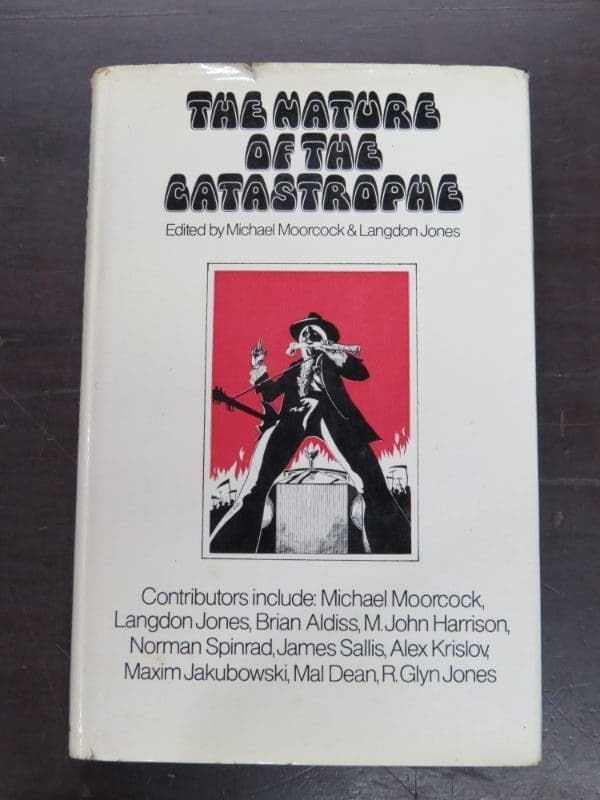 THE NATURE
OF THE
CATASTROPHE
Edited by Michael Moorcock & Langdon Jones
Contributors include: Michael Moorcock,
Langdon Jones, Brian Aldiss, M. John Harrison,
Norman Spinrad, James Sallis, Alex Krislov,
Maxim Jakubowski, Mal Dean, R. Glyn Jones